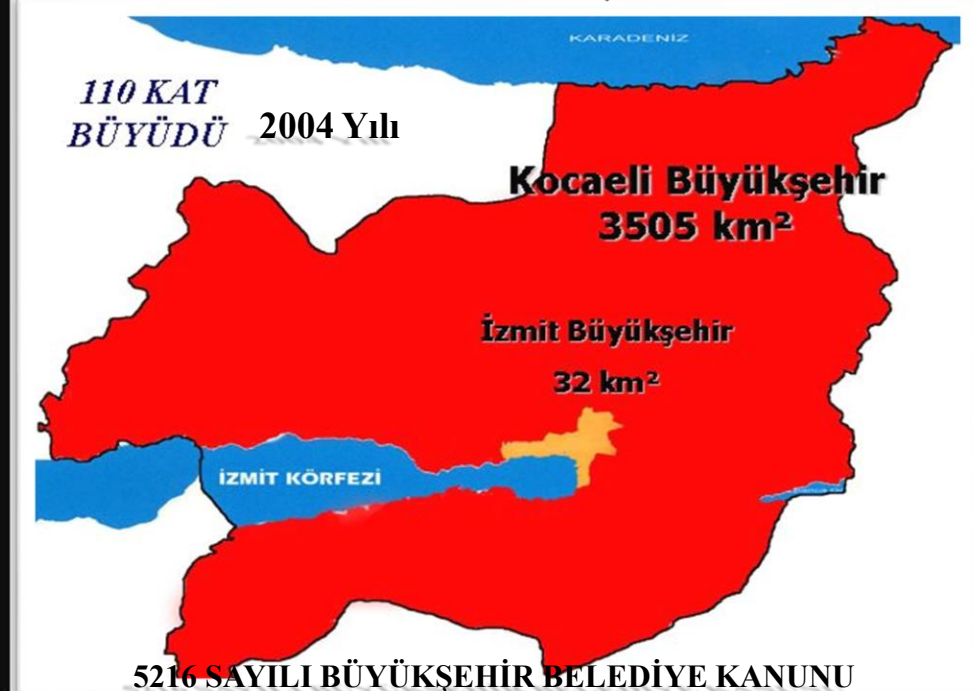 KARADENİZ
110 KAT
BÜYÜDÜ
2004 Yılı
Kocaeli Büyükşehir
3505 km²
İzmit Büyükşehir
32 km²
İZMİT KÖRFEZİ
5216 SAYILI BÜYÜKŞEHİR BELEDİYE KANUNU